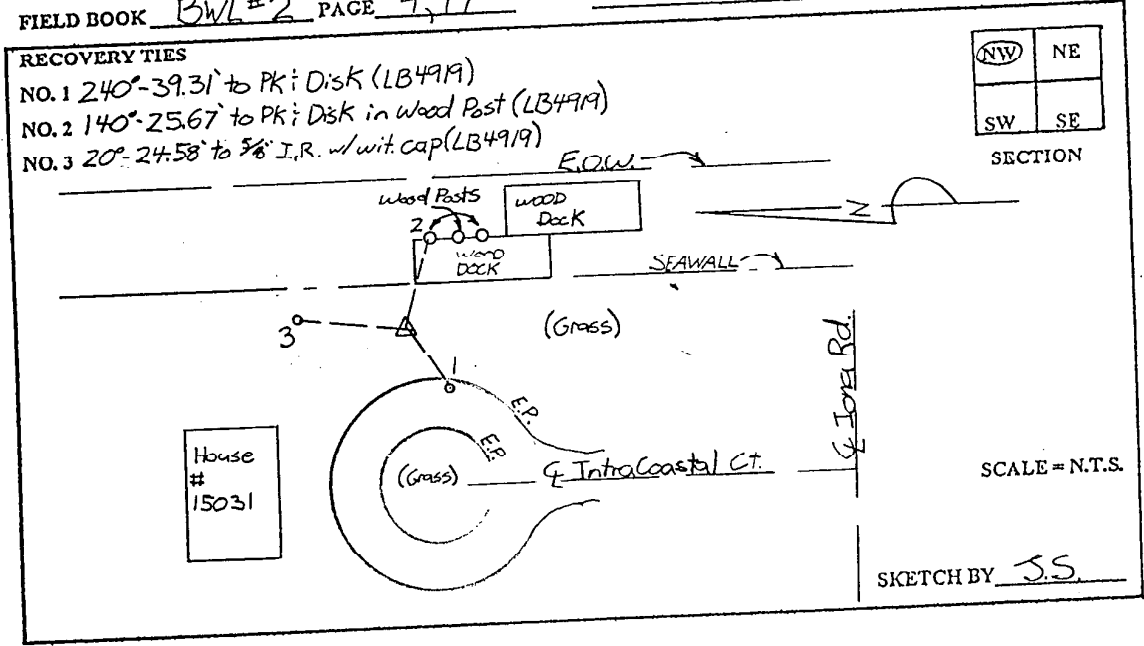 FIELD BOOK BWL #2 PAGE
RECOVERY TIES
NO. 1 240°-39.31' to PK & Disk (LB4919)
NO. 2 140°-25.67' to PK & Disk in Wood Post (LB4919)
NO. 3 20°-24.58' to 5/8" I.R. w/ wit. cap (LB4919)
NW NE
SW SE
SECTION
E.O.W.
Wood Posts
WOOD
DOCK
2
WOOD
DOCK
N
SEAWALL
3
(Grass)
1
℄ Iona Rd.
E.P.
E.P.
House
#
15031
(Grass)
℄ IntraCoastal Ct.
SCALE = N.T.S.
SKETCH BY J.S.